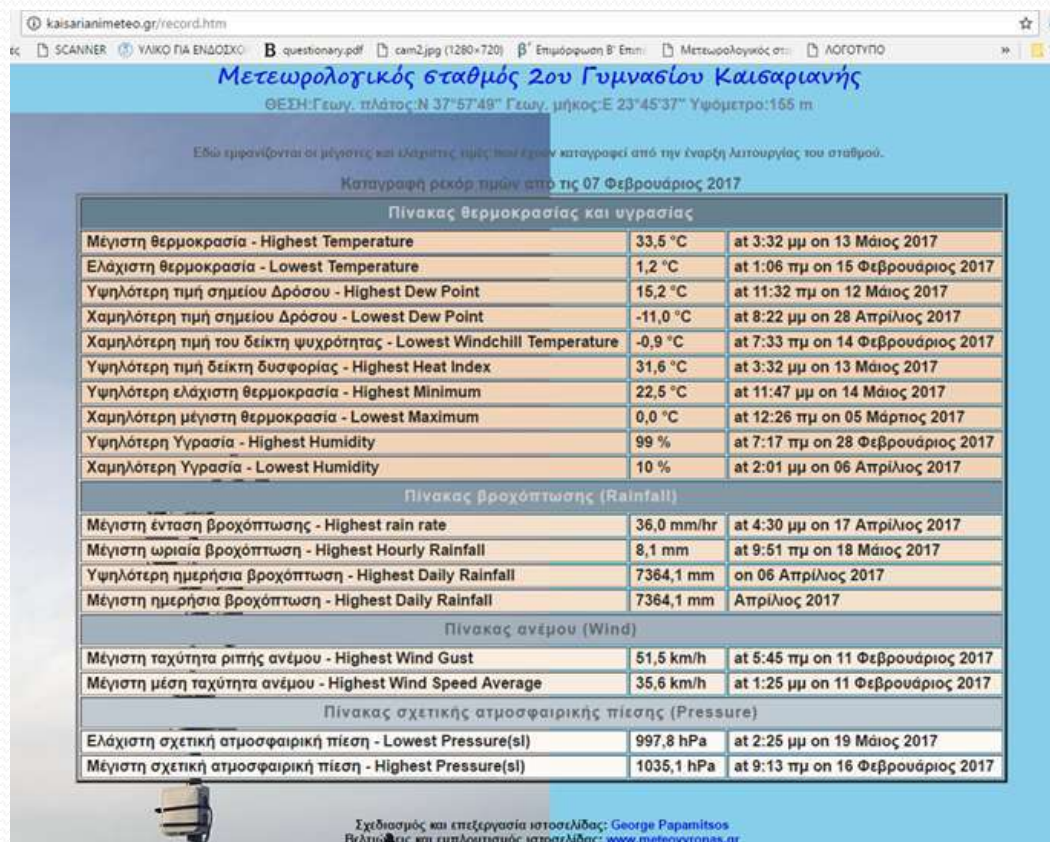 kaisarianimeteo.gr/record.htm
SCANNER ΥΛΙΚΟ ΓΙΑ ΕΝΔΟΣΧΟ B questionary.pdf cam2.jpg (1280×720) β΄ Επιμόρφωση Β' Επιπ Μετεωρολογικός στ ΛΟΓΟΤΥΠΟ »
Μετεωρολογικός σταθμός 2ου Γυμνασίου Καισαριανής
ΘΕΣΗ:Γεωγ. πλάτος:N 37°57'49" Γεωγ. μήκος:E 23°45'37" Υψόμετρο:155 m
Εδώ εμφανίζονται οι μέγιστες και ελάχιστες τιμές που έχουν καταγραφεί από την έναρξη λειτουργίας του σταθμού.
Καταγραφή ρεκόρ τιμών από τις 07 Φεβρουάριος 2017
Πίνακας θερμοκρασίας και υγρασίας
Μέγιστη θερμοκρασία - Highest Temperature 33,5 °C at 3:32 μμ on 13 Μάιος 2017
Ελάχιστη θερμοκρασία - Lowest Temperature 1,2 °C at 1:06 πμ on 15 Φεβρουάριος 2017
Υψηλότερη τιμή σημείου Δρόσου - Highest Dew Point 15,2 °C at 11:32 πμ on 12 Μάιος 2017
Χαμηλότερη τιμή σημείου Δρόσου - Lowest Dew Point -11,0 °C at 8:22 μμ on 28 Απρίλιος 2017
Χαμηλότερη τιμή του δείκτη ψυχρότητας - Lowest Windchill Temperature -0,9 °C at 7:33 πμ on 14 Φεβρουάριος 2017
Υψηλότερη τιμή δείκτη δυσφορίας - Highest Heat Index 31,6 °C at 3:32 μμ on 13 Μάιος 2017
Υψηλότερη ελάχιστη θερμοκρασία - Highest Minimum 22,5 °C at 11:47 μμ on 14 Μάιος 2017
Χαμηλότερη μέγιστη θερμοκρασία - Lowest Maximum 0,0 °C at 12:26 πμ on 05 Μάρτιος 2017
Υψηλότερη Υγρασία - Highest Humidity 99 % at 7:17 πμ on 28 Φεβρουάριος 2017
Χαμηλότερη Υγρασία - Lowest Humidity 10 % at 2:01 μμ on 06 Απρίλιος 2017
Πίνακας βροχόπτωσης (Rainfall)
Μέγιστη ένταση βροχόπτωσης - Highest rain rate 36,0 mm/hr at 4:30 μμ on 17 Απρίλιος 2017
Μέγιστη ωριαία βροχόπτωση - Highest Hourly Rainfall 8,1 mm at 9:51 πμ on 18 Μάιος 2017
Υψηλότερη ημερήσια βροχόπτωση - Highest Daily Rainfall 7364,1 mm on 06 Απρίλιος 2017
Μέγιστη ημερήσια βροχόπτωση - Highest Daily Rainfall 7364,1 mm Απρίλιος 2017
Πίνακας ανέμου (Wind)
Μέγιστη ταχύτητα ριπής ανέμου - Highest Wind Gust 51,5 km/h at 5:45 πμ on 11 Φεβρουάριος 2017
Μέγιστη μέση ταχύτητα ανέμου - Highest Wind Speed Average 35,6 km/h at 1:25 μμ on 11 Φεβρουάριος 2017
Πίνακας σχετικής ατμοσφαιρικής πίεσης (Pressure)
Ελάχιστη σχετική ατμοσφαιρική πίεση - Lowest Pressure(sl) 997,8 hPa at 2:25 μμ on 19 Μάιος 2017
Μέγιστη σχετική ατμοσφαιρική πίεση - Highest Pressure(sl) 1035,1 hPa at 9:13 πμ on 16 Φεβρουάριος 2017
Σχεδιασμός και επεξεργασία ιστοσελίδας: George Papamitsos
Βελτιώσεις και εμπλουτισμός ιστοσελίδας: www.meteovyronas.gr